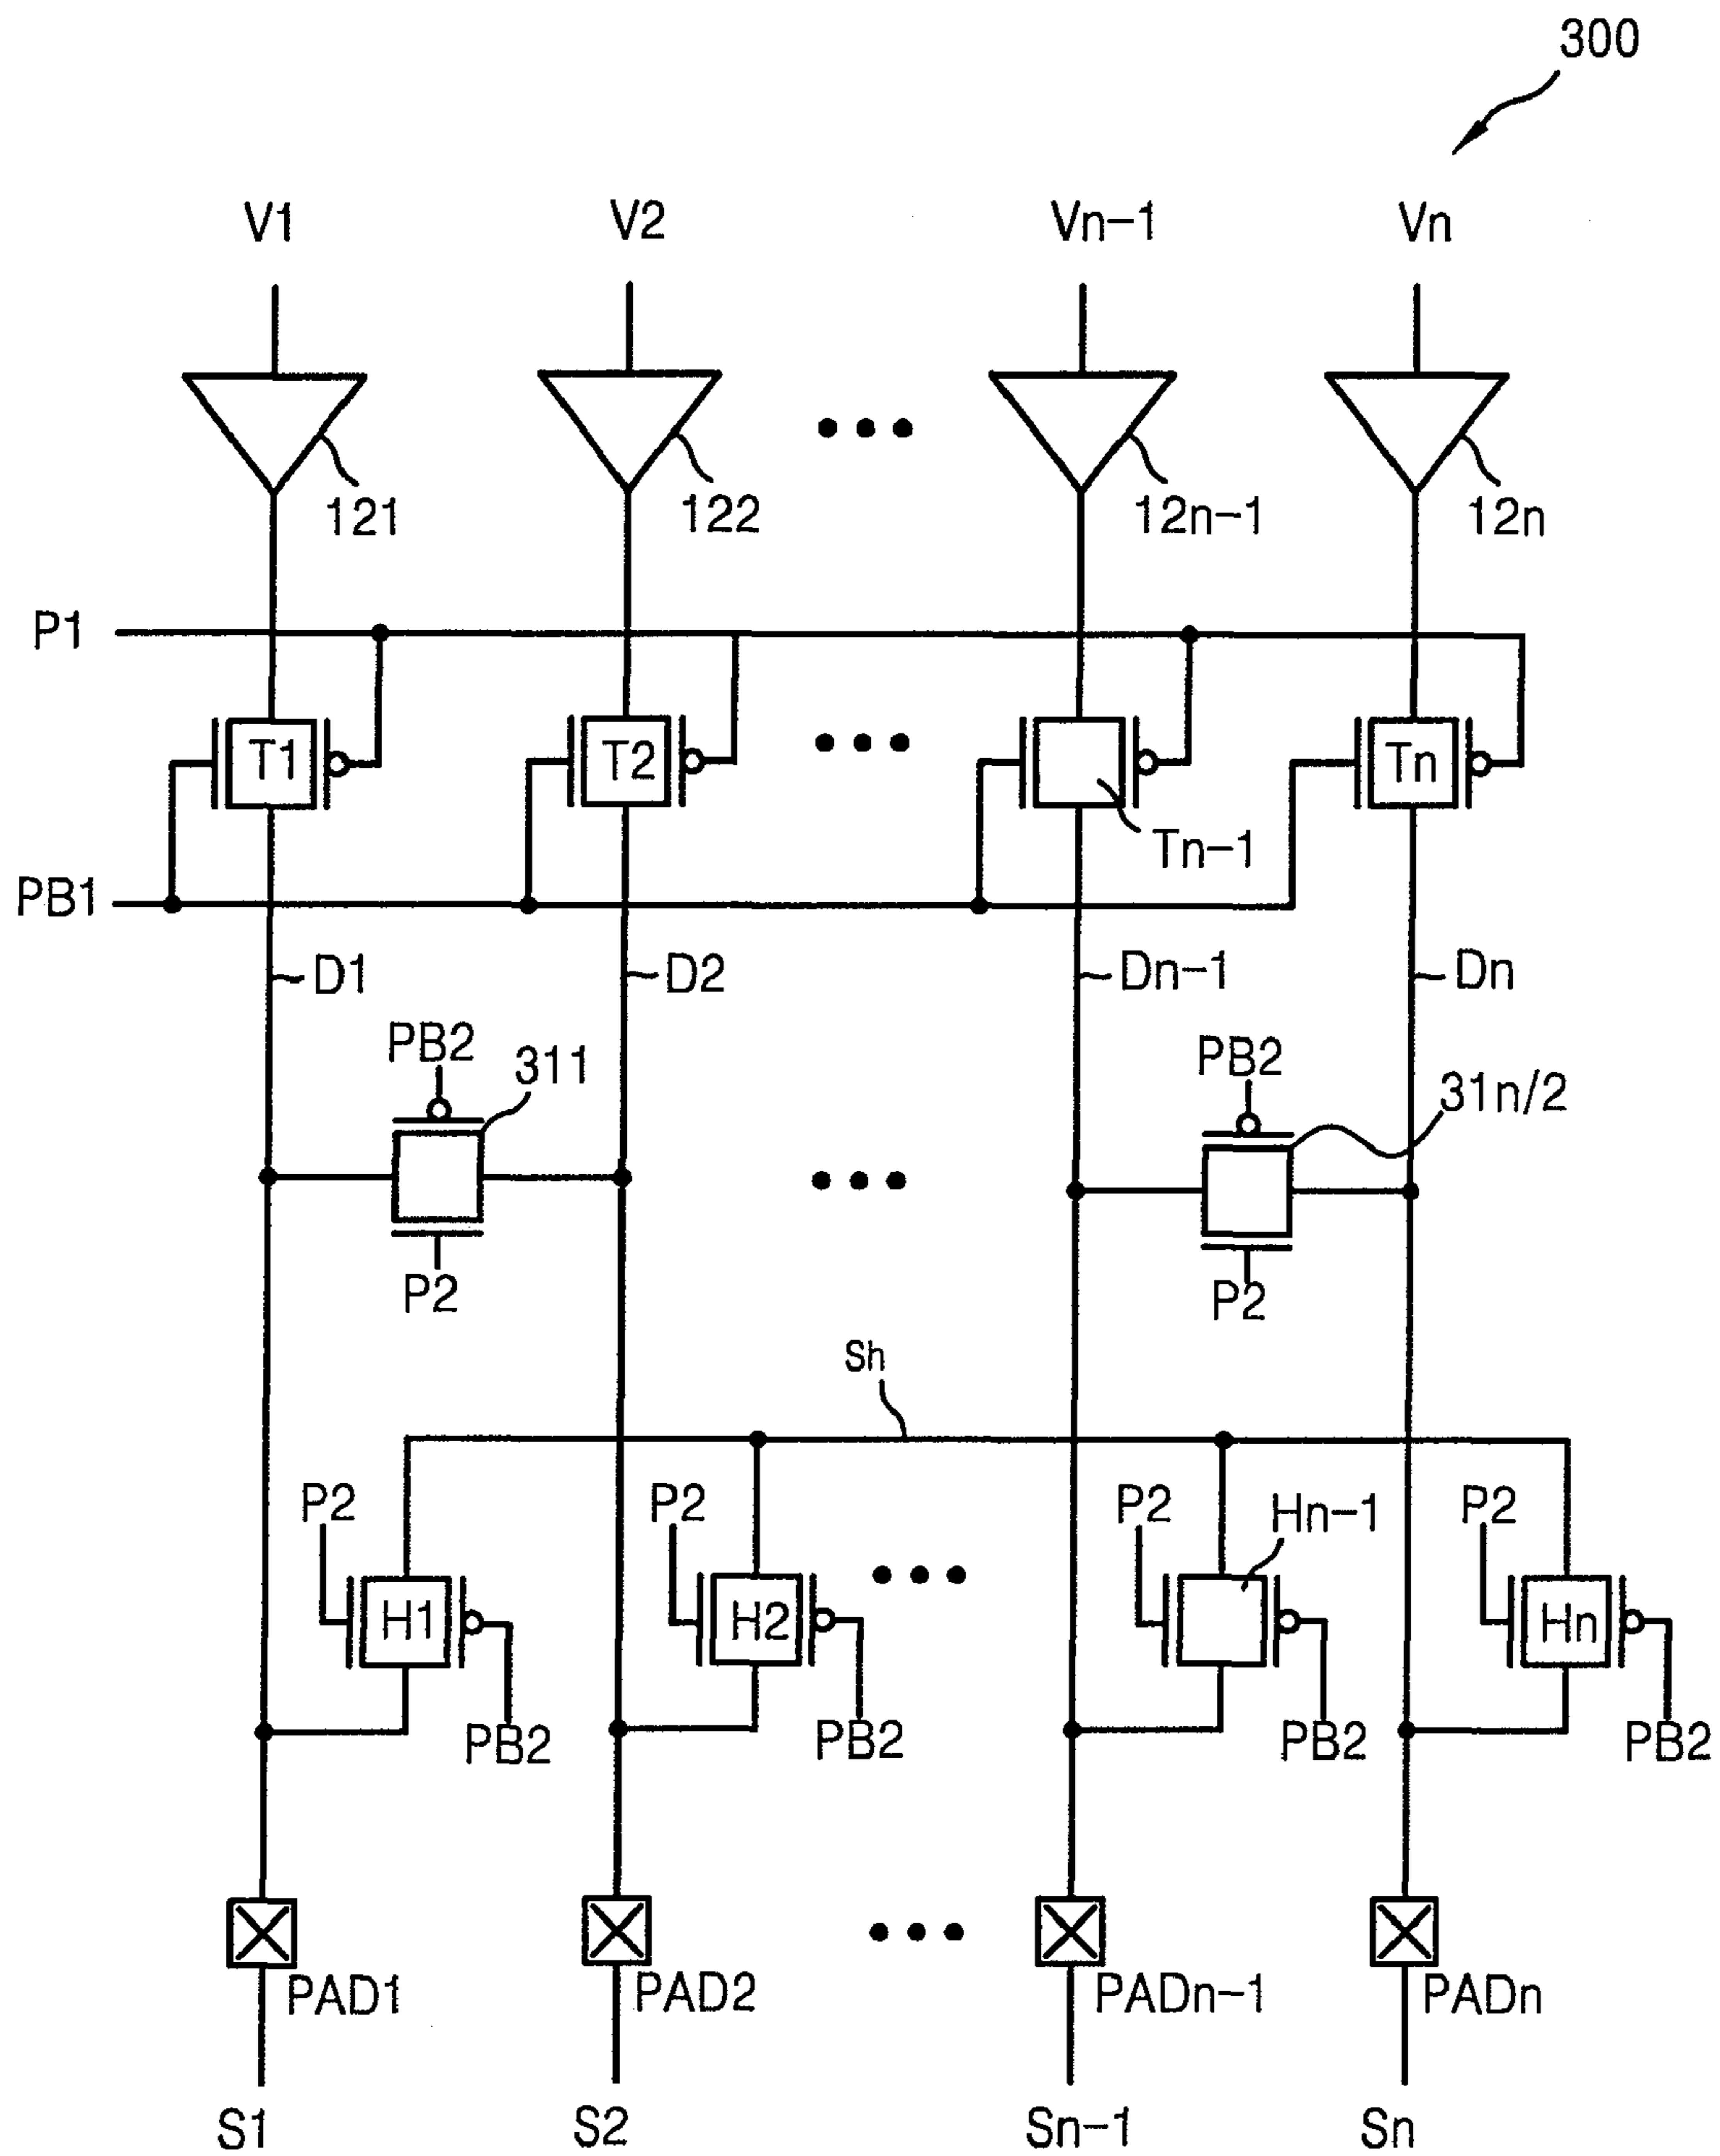 300
V1 V2 Vn-1 Vn
121 122 12n-1 12n
P1
T1 T2 Tn
Tn-1
PB1
D1 D2 Dn-1 Dn
PB2 311 PB2 31n/2
P2 P2
Sh
P2 P2 P2 Hn-1 P2
H1 H2 Hn
PB2 PB2 PB2 PB2
PAD1 PAD2 PADn-1 PADn
S1 S2 Sn-1 Sn